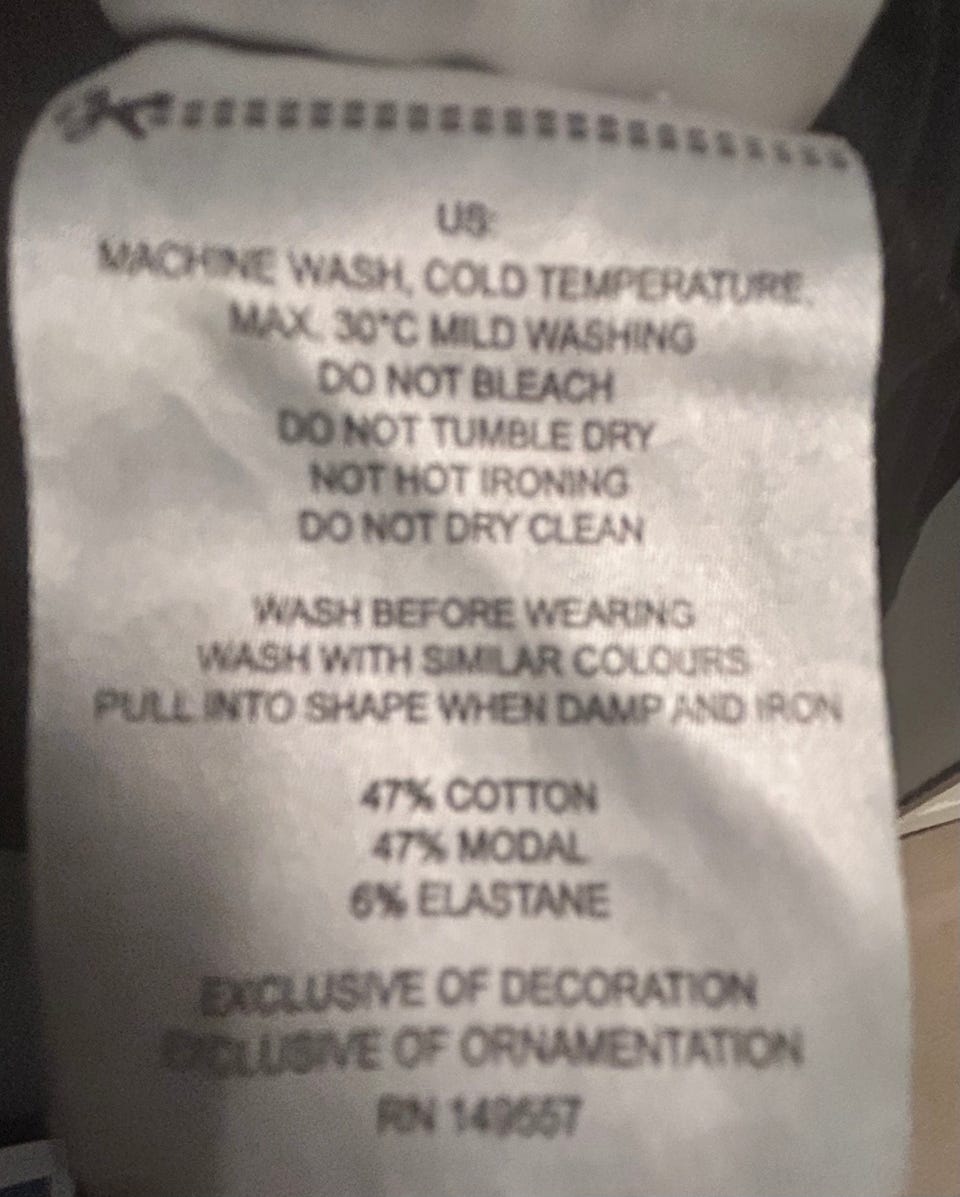 US:
MACHINE WASH, COLD TEMPERATURE,
MAX. 30°C MILD WASHING
DO NOT BLEACH
DO NOT TUMBLE DRY
NOT HOT IRONING
DO NOT DRY CLEAN
WASH BEFORE WEARING
WASH WITH SIMILAR COLOURS
PULL INTO SHAPE WHEN DAMP AND IRON
47% COTTON
47% MODAL
6% ELASTANE
EXCLUSIVE OF DECORATION
EXCLUSIVE OF ORNAMENTATION
RN